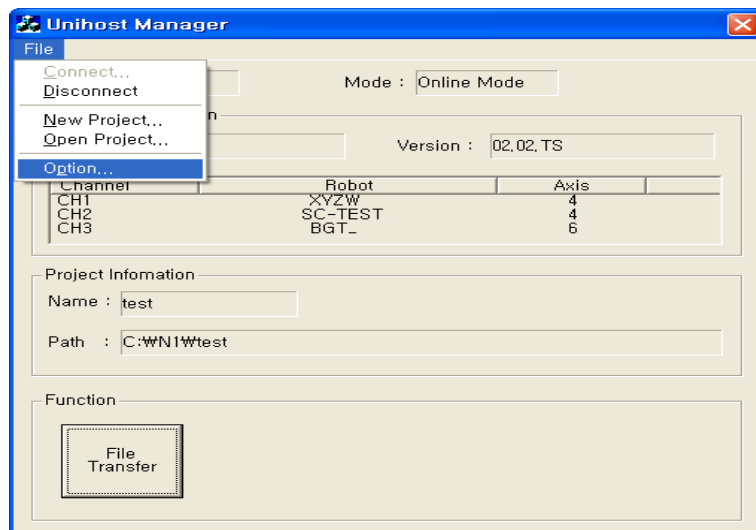 Unihost Manager
File
Connect...
Disconnect
New Project...
Open Project...
Option...
Mode : Online Mode
n
Version : 02.02.TS
Channel Robot Axis
CH1 XYZW 4
CH2 SC-TEST 4
CH3 BGT_ 6
Project Infomation
Name : test
Path : C:₩N1₩test
Function
File
Transfer